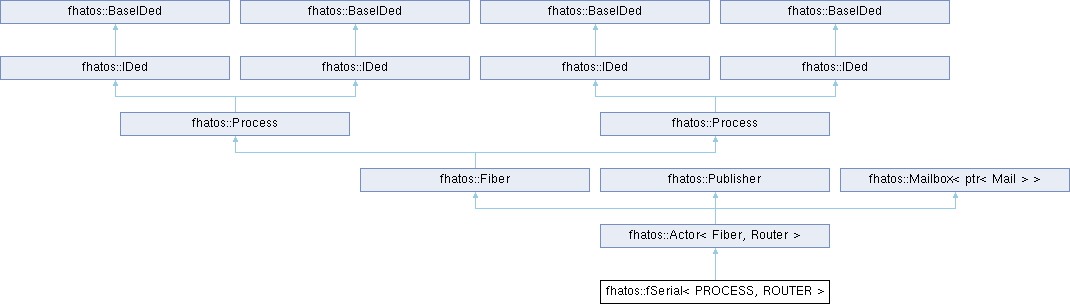 fhatos::BaseIDed
fhatos::BaseIDed
fhatos::BaseIDed
fhatos::BaseIDed
fhatos::IDed
fhatos::IDed
fhatos::IDed
fhatos::IDed
fhatos::Process
fhatos::Process
fhatos::Fiber
fhatos::Publisher
fhatos::Mailbox< ptr< Mail > >
fhatos::Actor< Fiber, Router >
fhatos::fSerial< PROCESS, ROUTER >